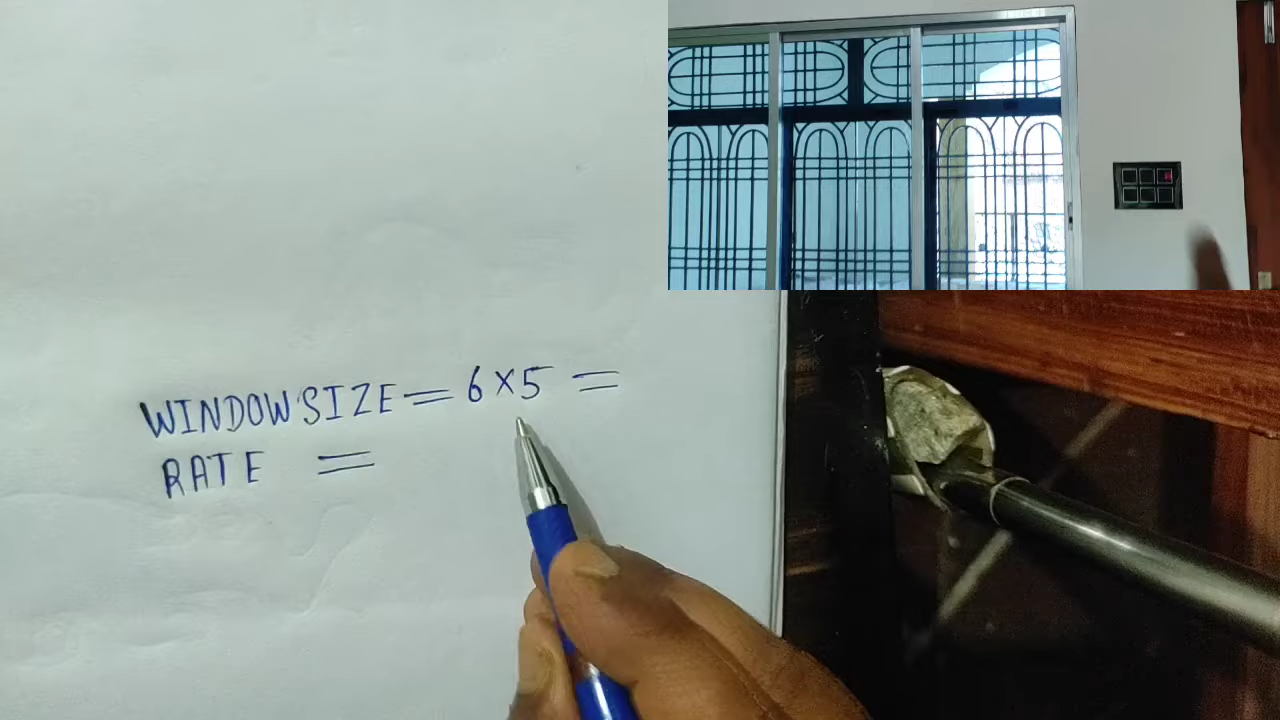 WINDOW SIZE = 6 × 5 =
RATE =